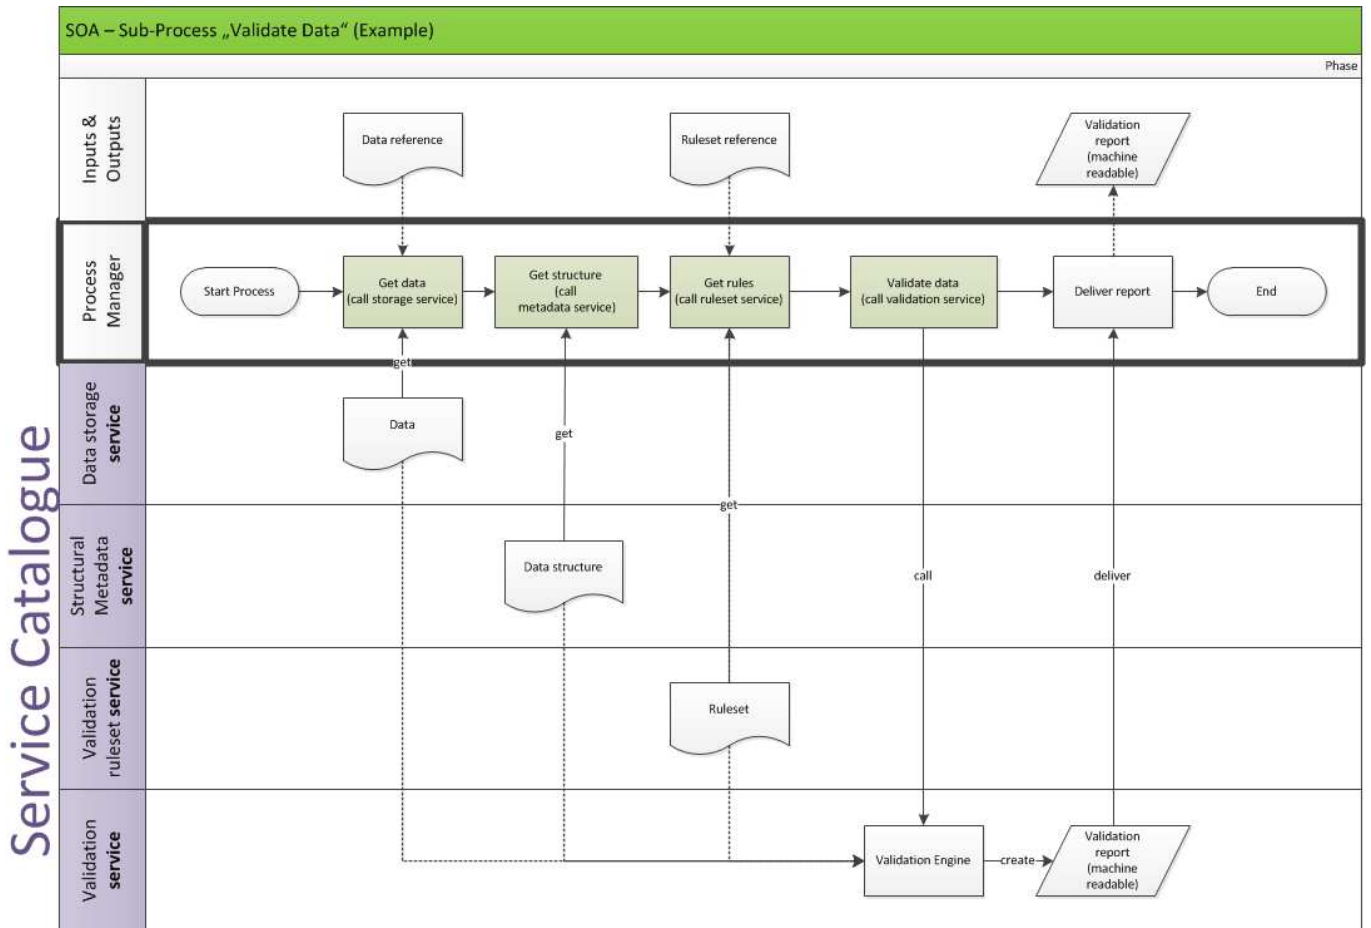 SOA – Sub-Process „Validate Data“ (Example)
Phase
Inputs &
Outputs
Data reference
Ruleset reference
Validation
report
(machine
readable)
Process
Manager
Start Process
Get data
(call storage service)
Get structure
(call
metadata service)
Get rules
(call ruleset service)
Validate data
(call validation service)
Deliver report
End
get
Service Catalogue
Data storage
service
Data
get
get
Structural
Metadata
service
Data structure
call
deliver
Validation
ruleset service
Ruleset
Validation
service
Validation Engine
create
Validation
report
(machine
readable)